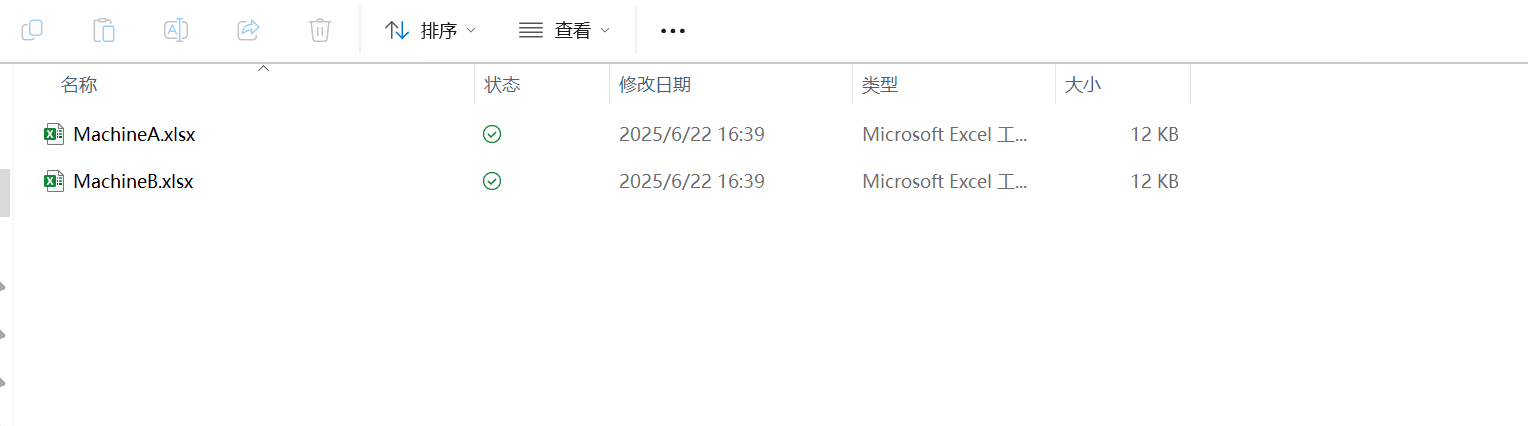 排序 查看
名称 状态 修改日期 类型 大小
MachineA.xlsx 2025/6/22 16:39 Microsoft Excel 工... 12 KB
MachineB.xlsx 2025/6/22 16:39 Microsoft Excel 工... 12 KB